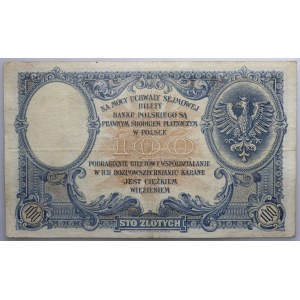 NA MOCY UCHWAŁY SEJMOWEJ
BILETY
BANKU POLSKIEGO SĄ
PRAWNYM ŚRODKIEM PŁATNICZYM
W POLSCE
100
PODRABIANIE BILETÓW I WSPÓŁDZIAŁANIE
W ICH ROZPOWSZECHNIANIU KARANE
JEST CIĘŻKIEM
WIĘZIENIEM
100
STO ZŁOTYCH
100